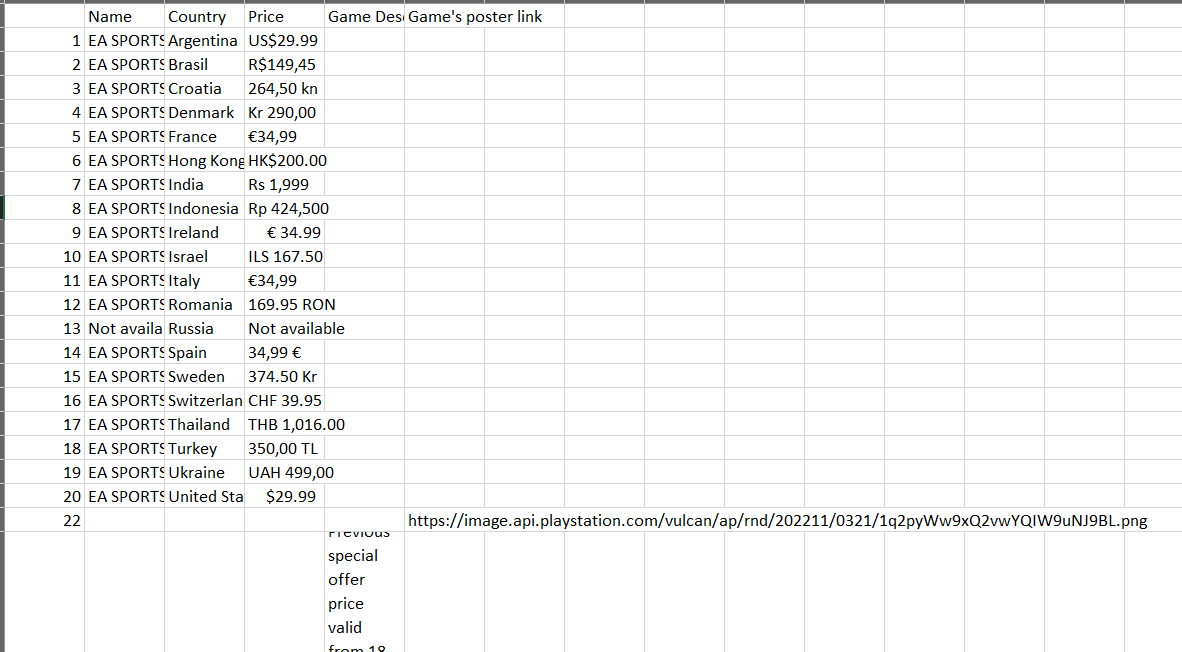 Name Country Price Game Des Game's poster link
1 EA SPORTS Argentina US$29.99
2 EA SPORTS Brasil R$149,45
3 EA SPORTS Croatia 264,50 kn
4 EA SPORTS Denmark Kr 290,00
5 EA SPORTS France €34,99
6 EA SPORTS Hong Kong HK$200.00
7 EA SPORTS India Rs 1,999
8 EA SPORTS Indonesia Rp 424,500
9 EA SPORTS Ireland € 34.99
10 EA SPORTS Israel ILS 167.50
11 EA SPORTS Italy €34,99
12 EA SPORTS Romania 169.95 RON
13 Not availa Russia Not available
14 EA SPORTS Spain 34,99 €
15 EA SPORTS Sweden 374.50 Kr
16 EA SPORTS Switzerlan CHF 39.95
17 EA SPORTS Thailand THB 1,016.00
18 EA SPORTS Turkey 350,00 TL
19 EA SPORTS Ukraine UAH 499,00
20 EA SPORTS United Sta $29.99
22 https://image.api.playstation.com/vulcan/ap/rnd/202211/0321/1q2pyWw9xQ2vwYQIW9uNJ9BL.png
Previous
special
offer
price
valid
from 18